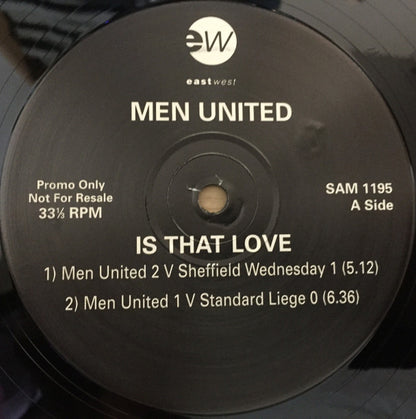 ew
eastwest
MEN UNITED
Promo Only
Not For Resale
33⅓ RPM
SAM 1195
A Side
IS THAT LOVE
1) Men United 2 V Sheffield Wednesday 1 (5.12)
2) Men United 1 V Standard Liege 0 (6.36)